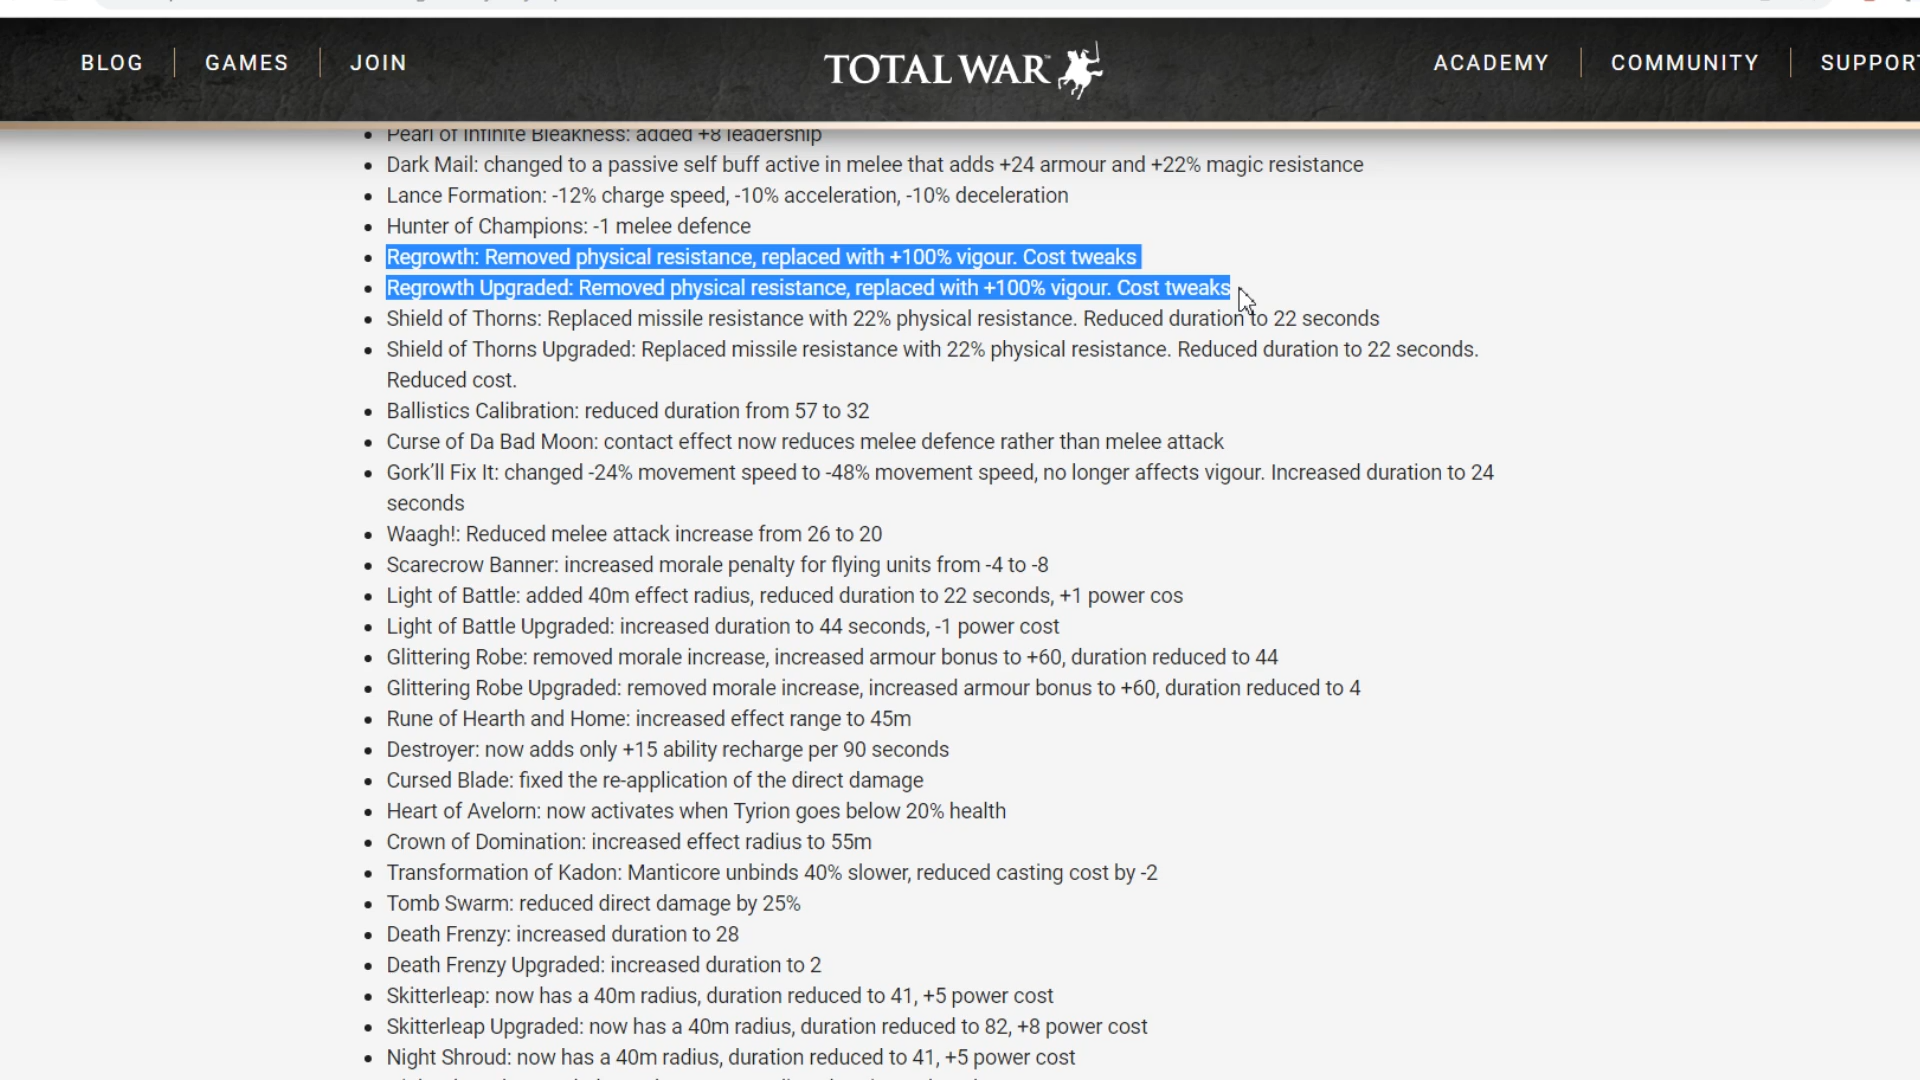 BLOG
GAMES
JOIN
TOTAL WAR
ACADEMY
COMMUNITY
SUPPORT
Pearl of Infinite Bleakness: added +8 leadership
Dark Mail: changed to a passive self buff active in melee that adds +24 armour and +22% magic resistance
Lance Formation: -12% charge speed, -10% acceleration, -10% deceleration
Hunter of Champions: -1 melee defence
Regrowth: Removed physical resistance, replaced with +100% vigour. Cost tweaks
Regrowth Upgraded: Removed physical resistance, replaced with +100% vigour. Cost tweaks
Shield of Thorns: Replaced missile resistance with 22% physical resistance. Reduced duration to 22 seconds
Shield of Thorns Upgraded: Replaced missile resistance with 22% physical resistance. Reduced duration to 22 seconds.
Reduced cost.
Ballistics Calibration: reduced duration from 57 to 32
Curse of Da Bad Moon: contact effect now reduces melee defence rather than melee attack
Gork’ll Fix It: changed -24% movement speed to -48% movement speed, no longer affects vigour. Increased duration to 24
seconds
Waagh!: Reduced melee attack increase from 26 to 20
Scarecrow Banner: increased morale penalty for flying units from -4 to -8
Light of Battle: added 40m effect radius, reduced duration to 22 seconds, +1 power cos
Light of Battle Upgraded: increased duration to 44 seconds, -1 power cost
Glittering Robe: removed morale increase, increased armour bonus to +60, duration reduced to 44
Glittering Robe Upgraded: removed morale increase, increased armour bonus to +60, duration reduced to 4
Rune of Hearth and Home: increased effect range to 45m
Destroyer: now adds only +15 ability recharge per 90 seconds
Cursed Blade: fixed the re-application of the direct damage
Heart of Avelorn: now activates when Tyrion goes below 20% health
Crown of Domination: increased effect radius to 55m
Transformation of Kadon: Manticore unbinds 40% slower, reduced casting cost by -2
Tomb Swarm: reduced direct damage by 25%
Death Frenzy: increased duration to 28
Death Frenzy Upgraded: increased duration to 2
Skitterleap: now has a 40m radius, duration reduced to 41, +5 power cost
Skitterleap Upgraded: now has a 40m radius, duration reduced to 82, +8 power cost
Night Shroud: now has a 40m radius, duration reduced to 41, +5 power cost